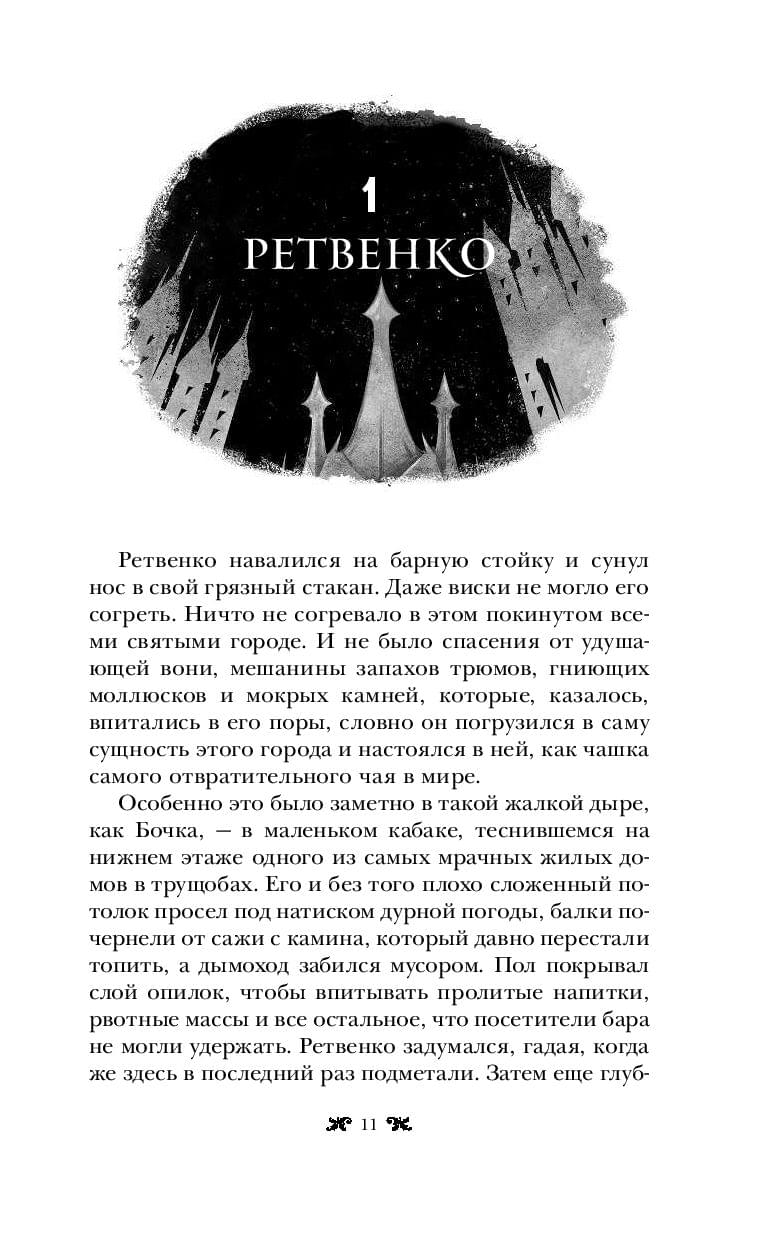 1
РЕТВЕНКО
Ретвенко навалился на барную стойку и сунул
нос в свой грязный стакан. Даже виски не могло его
согреть. Ничто не согревало в этом покинутом все-
ми святыми городе. И не было спасения от удуша-
ющей вони, мешанины запахов трюмов, гниющих
моллюсков и мокрых камней, которые, казалось,
впитались в его поры, словно он погрузился в саму
сущность этого города и настоялся в ней, как чашка
самого отвратительного чая в мире.
Особенно это было заметно в такой жалкой дыре,
как Бочка, — в маленьком кабаке, теснившемся на
нижнем этаже одного из самых мрачных жилых до-
мов в трущобах. Его и без того плохо сложенный по-
толок просел под натиском дурной погоды, балки по-
чернели от сажи с камина, который давно перестали
топить, а дымоход забился мусором. Пол покрывал
слой опилок, чтобы впитывать пролитые напитки,
рвотные массы и все остальное, что посетители бара
не могли удержать. Ретвенко задумался, гадая, когда
же здесь в последний раз подметали. Затем еще глуб-
11